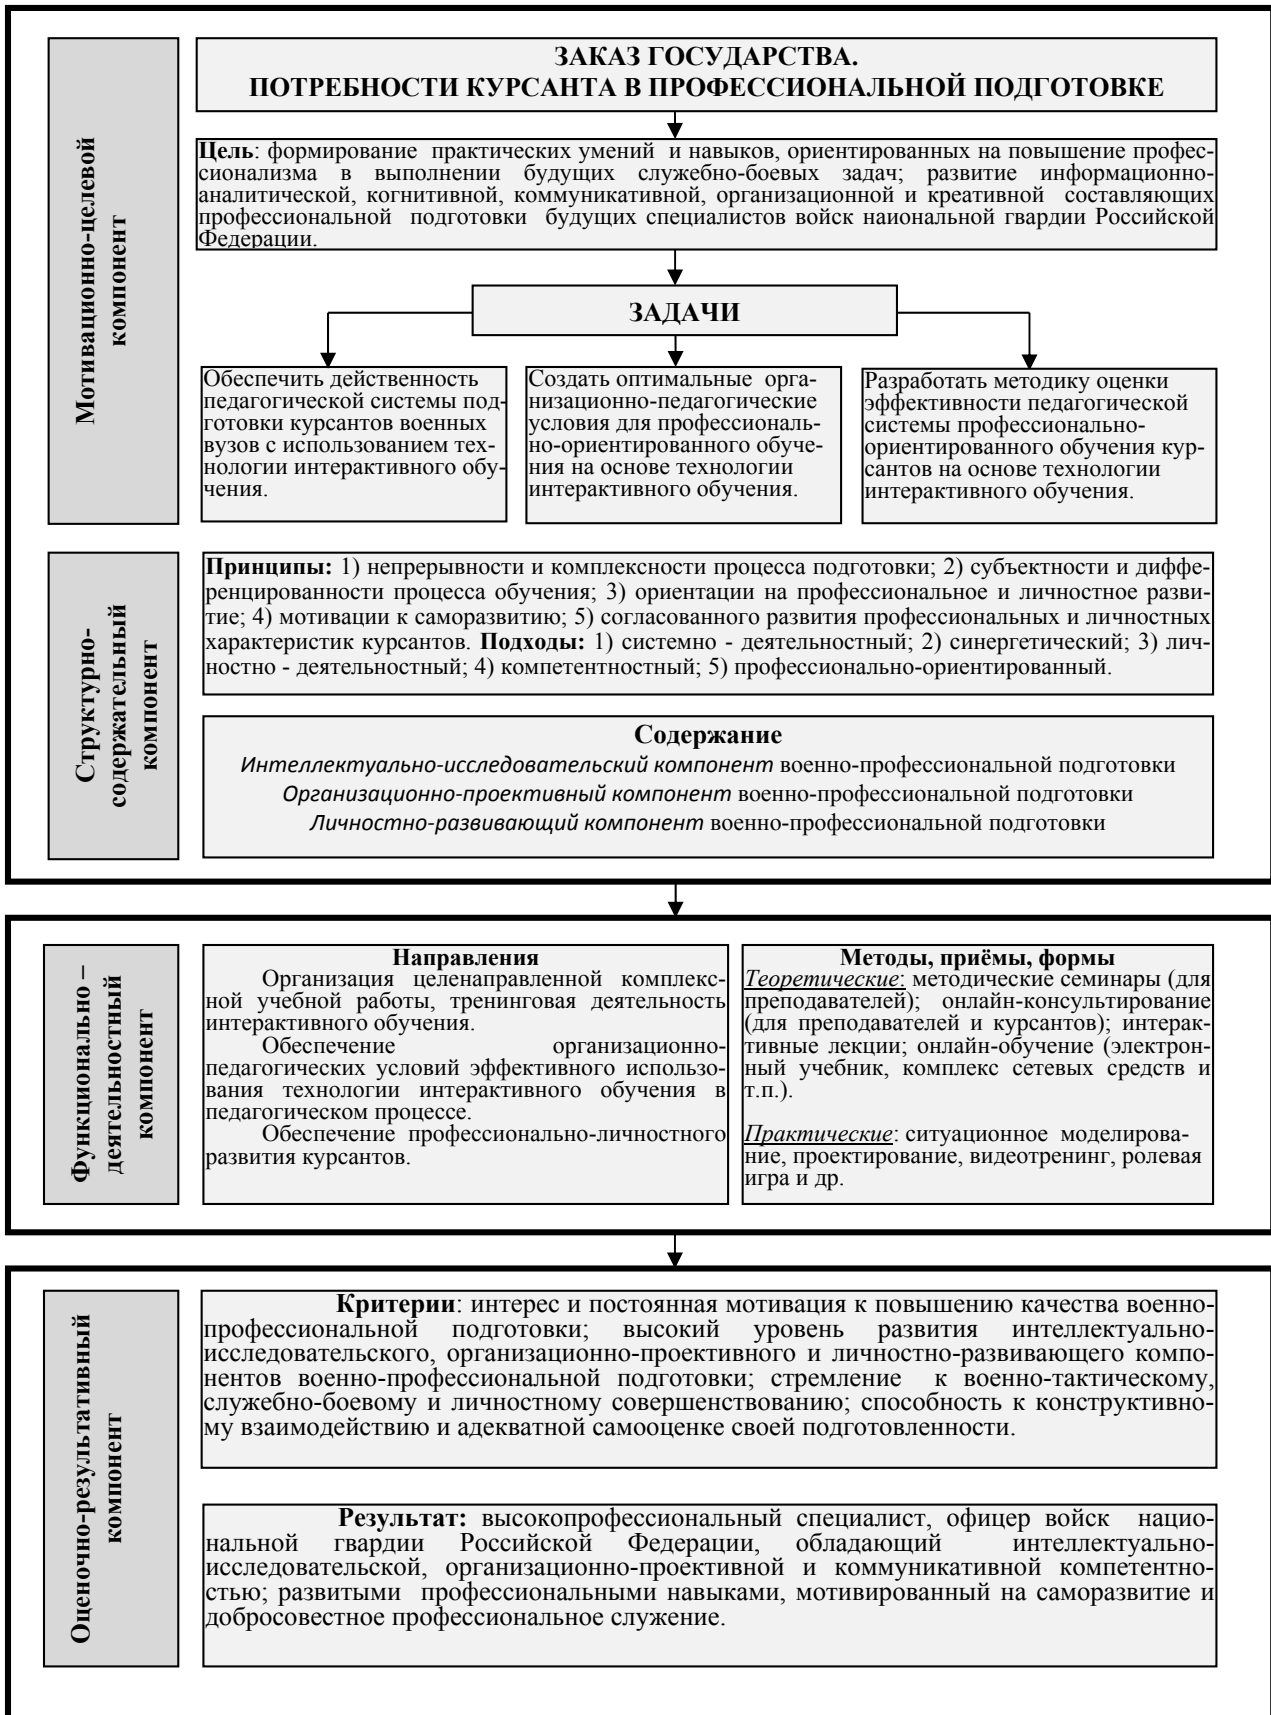 Мотивационно-целевой
компонент
ЗАКАЗ ГОСУДАРСТВА.
ПОТРЕБНОСТИ КУРСАНТА В ПРОФЕССИОНАЛЬНОЙ ПОДГОТОВКЕ
Цель: формирование практических умений и навыков, ориентированных на повышение профес-
сионализма в выполнении будущих служебно-боевых задач; развитие информационно-
аналитической, когнитивной, коммуникативной, организационной и креативной составляющих
профессиональной подготовки будущих специалистов войск наиональной гвардии Российской
Федерации.
ЗАДАЧИ
Обеспечить действенность
педагогической системы под-
готовки курсантов военных
вузов с использованием тех-
нологии интерактивного обу-
чения.
Создать оптимальные орга-
низационно-педагогические
условия для профессиональ-
но-ориентированного обуче-
ния на основе технологии
интерактивного обучения.
Разработать методику оценки
эффективности педагогической
системы профессионально-
ориентированного обучения кур-
сантов на основе технологии
интерактивного обучения.
Структурно-
содержательный
компонент
Принципы: 1) непрерывности и комплексности процесса подготовки; 2) субъектности и диффе-
ренцированности процесса обучения; 3) ориентации на профессиональное и личностное разви-
тие; 4) мотивации к саморазвитию; 5) согласованного развития профессиональных и личностных
характеристик курсантов. Подходы: 1) системно - деятельностный; 2) синергетический; 3) лич-
ностно - деятельностный; 4) компетентностный; 5) профессионально-ориентированный.
Содержание
Интеллектуально-исследовательский компонент военно-профессиональной подготовки
Организационно-проективный компонент военно-профессиональной подготовки
Личностно-развивающий компонент военно-профессиональной подготовки
Функционально –
деятельностный
компонент
Направления
Организация целенаправленной комплекс-
ной учебной работы, тренинговая деятельность
интерактивного обучения.
Обеспечение организационно-
педагогических условий эффективного использо-
вания технологии интерактивного обучения в
педагогическом процессе.
Обеспечение профессионально-личностного
развития курсантов.
Методы, приёмы, формы
Теоретические: методические семинары (для
преподавателей); онлайн-консультирование
(для преподавателей и курсантов); интерак-
тивные лекции; онлайн-обучение (электрон-
ный учебник, комплекс сетевых средств и
т.п.).
Практические: ситуационное моделирова-
ние, проектирование, видеотренинг, ролевая
игра и др.
Оценочно-результативный
компонент
Критерии: интерес и постоянная мотивация к повышению качества военно-
профессиональной подготовки; высокий уровень развития интеллектуально-
исследовательского, организационно-проективного и личностно-развивающего компо-
нентов военно-профессиональной подготовки; стремление к военно-тактическому,
служебно-боевому и личностному совершенствованию; способность к конструктивно-
му взаимодействию и адекватной самооценке своей подготовленности.
Результат: высокопрофессиональный специалист, офицер войск нацио-
нальной гвардии Российской Федерации, обладающий интеллектуально-
исследовательской, организационно-проективной и коммуникативной компетентно-
стью; развитыми профессиональными навыками, мотивированный на саморазвитие и
добросовестное профессиональное служение.